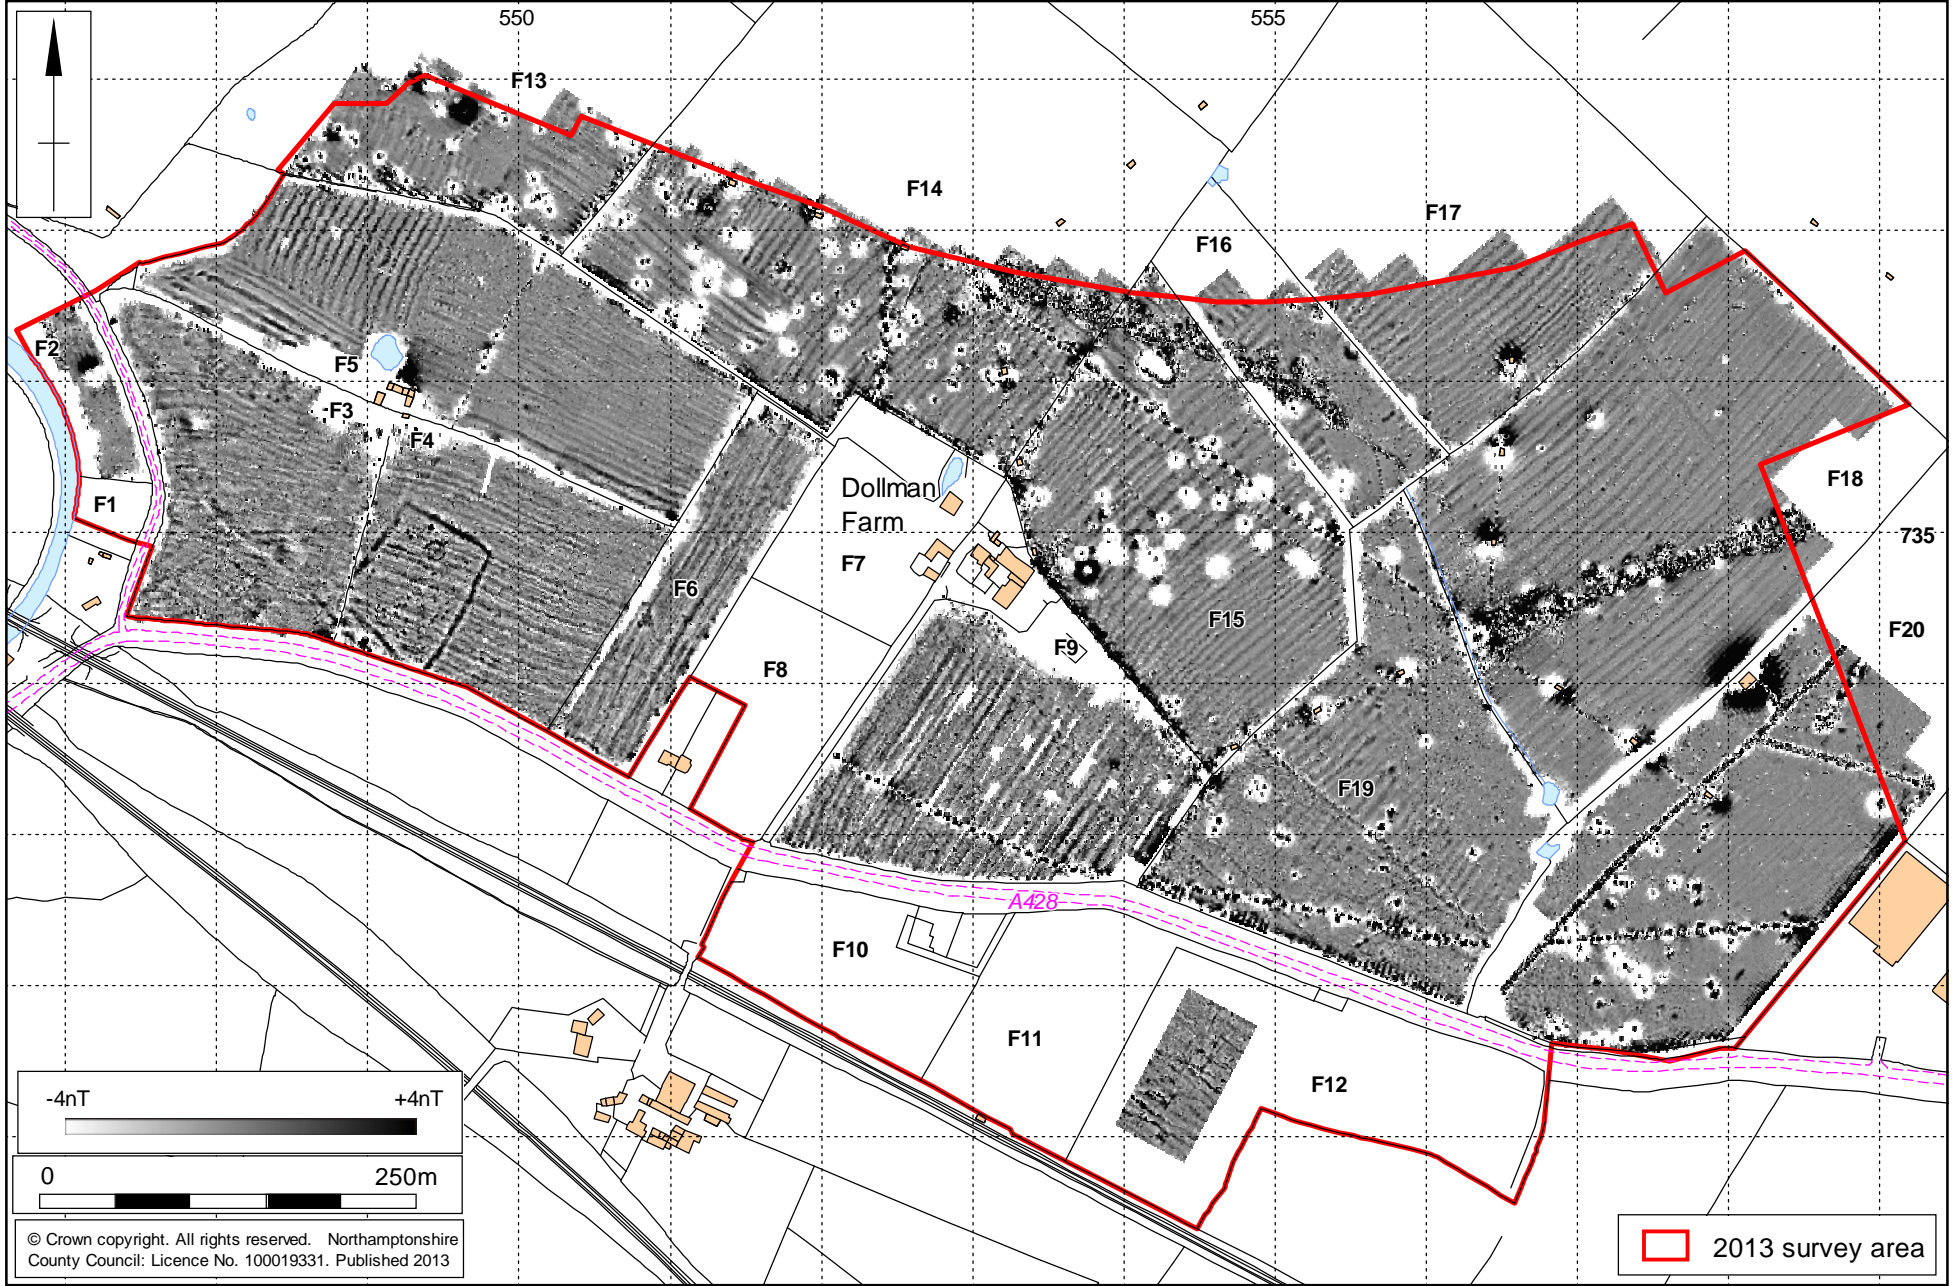 550
555
F13
F14
F17
F16
F2
F5
-F3
F4
F1
Dollman
Farm
F18
735
F7
F6
F15
F20
F9
F8
F19
A428
F10
F11
F12
-4nT
+4nT
0
250m
© Crown copyright. All rights reserved. Northamptonshire
County Council: Licence No. 100019331. Published 2013
2013 survey area